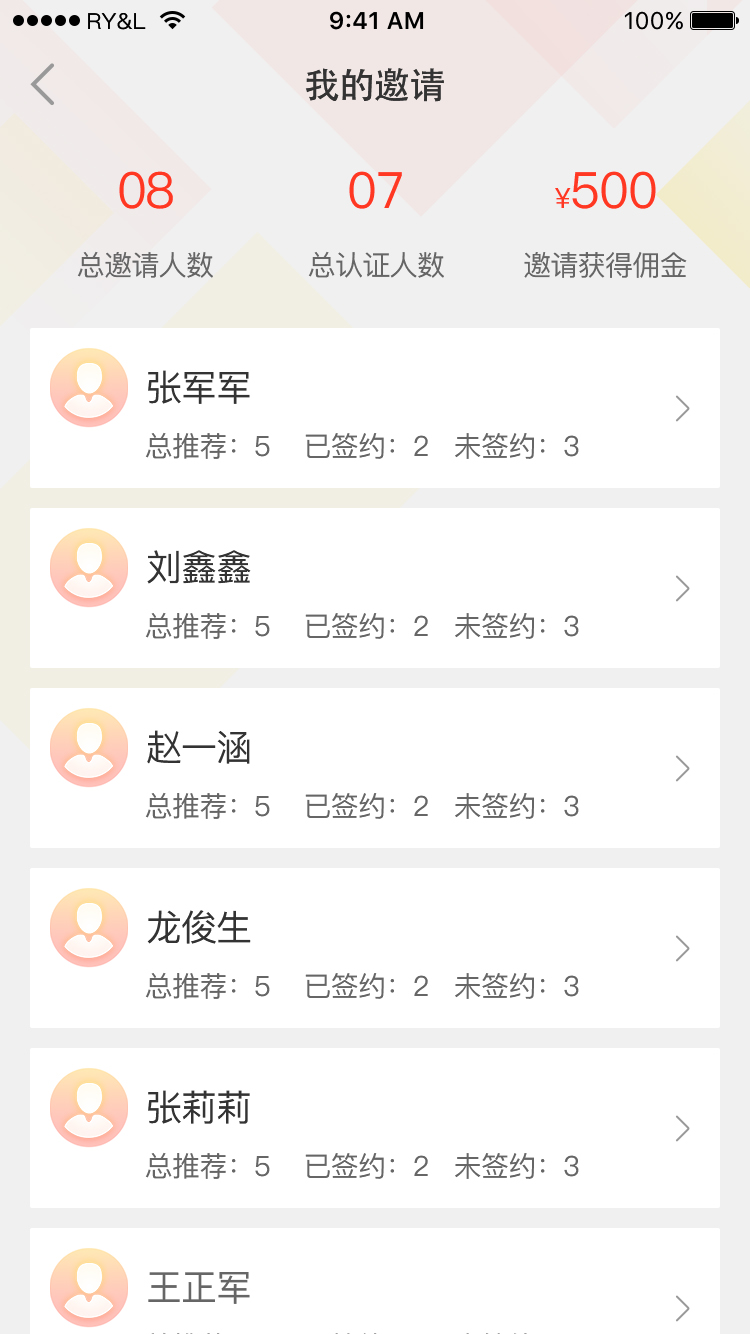 RY&L 9:41 AM 100%
我的邀请
08 07 ¥500
总邀请人数 总认证人数 邀请获得佣金
张军军
总推荐：5 已签约：2 未签约：3
刘鑫鑫
总推荐：5 已签约：2 未签约：3
赵一涵
总推荐：5 已签约：2 未签约：3
龙俊生
总推荐：5 已签约：2 未签约：3
张莉莉
总推荐：5 已签约：2 未签约：3
王正军